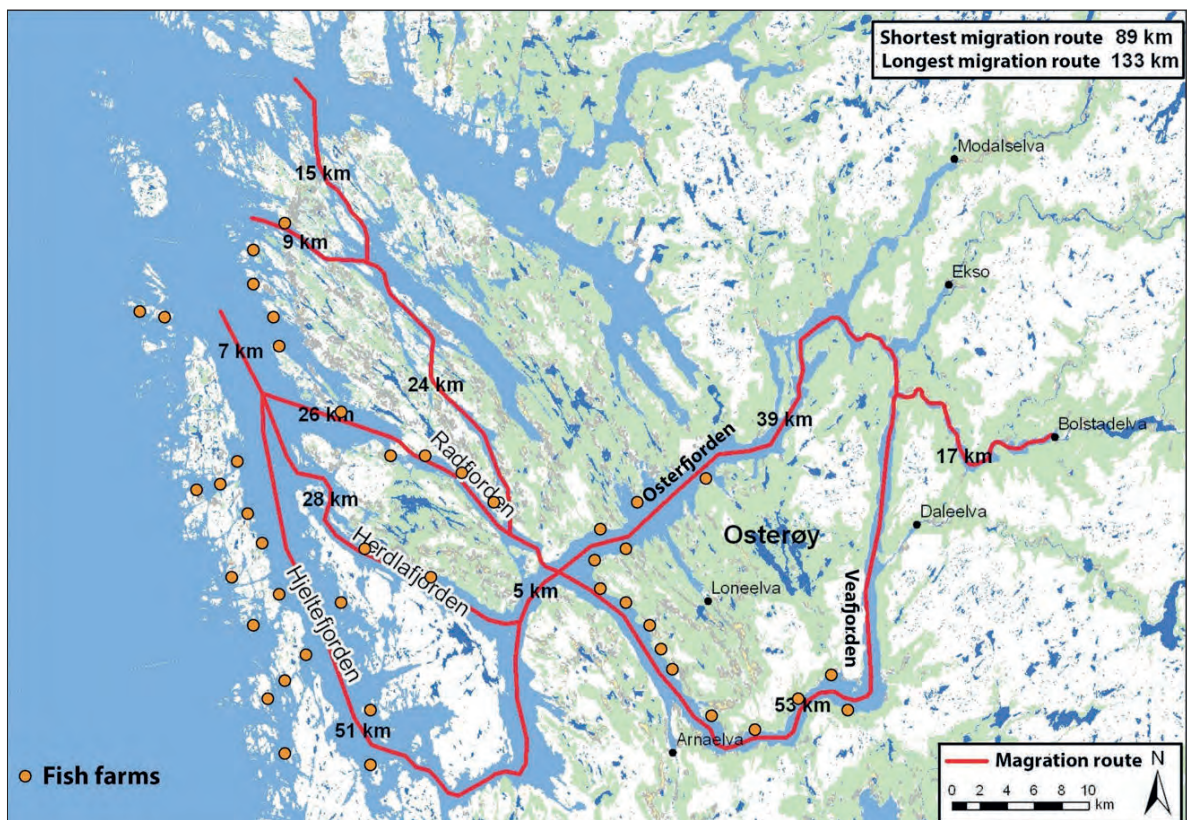 Shortest migration route 89 km
Longest migration route 133 km
Modalselva
15 km
9 km
Ekso
7 km
24 km
26 km
39 km
Bolstadelva
Radfjorden
Osterfjorden
17 km
28 km
Daleelva
Osterøy
Herdlafjorden
5 km
Loneelva
Hjeltefjorden
Veafjorden
53 km
51 km
Arnaelva
Fish farms
Magration route
N
0 2 4 6 8 10
km